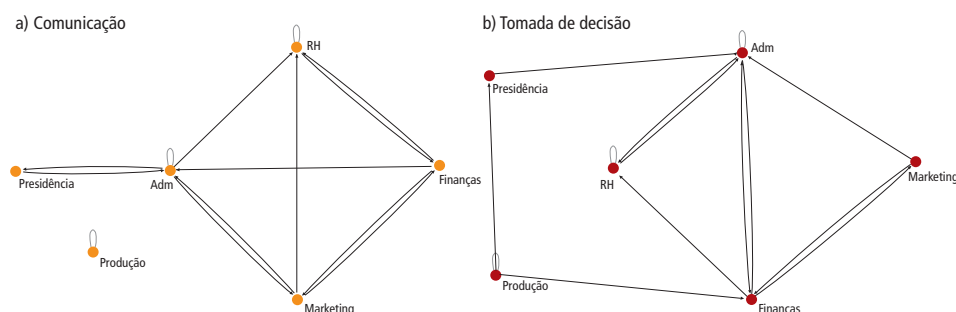 a) Comunicação
RH
Presidência
Adm
Finanças
Produção
Marketing
b) Tomada de decisão
Adm
Presidência
RH
Marketing
Produção
Finanças